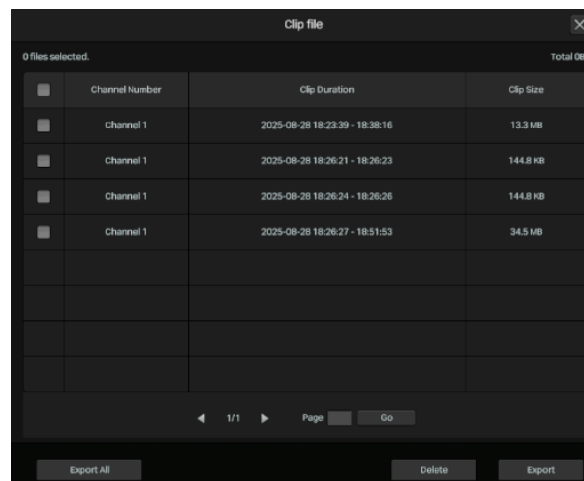 Clip file
0 files selected. Total 0B
Channel Number Clip Duration Clip Size
Channel 1 2025-08-28 18:23:39 - 18:38:16 13.3 MB
Channel 1 2025-08-28 18:26:21 - 18:26:23 144.8 KB
Channel 1 2025-08-28 18:26:24 - 18:26:26 144.8 KB
Channel 1 2025-08-28 18:26:27 - 18:51:53 34.5 MB
1/1 Page Go
Export All Delete Export